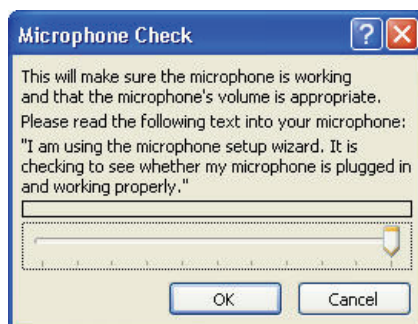 Microphone Check
This will make sure the microphone is working
and that the microphone's volume is appropriate.
Please read the following text into your microphone:
"I am using the microphone setup wizard. It is
checking to see whether my microphone is plugged in
and working properly."
OK Cancel